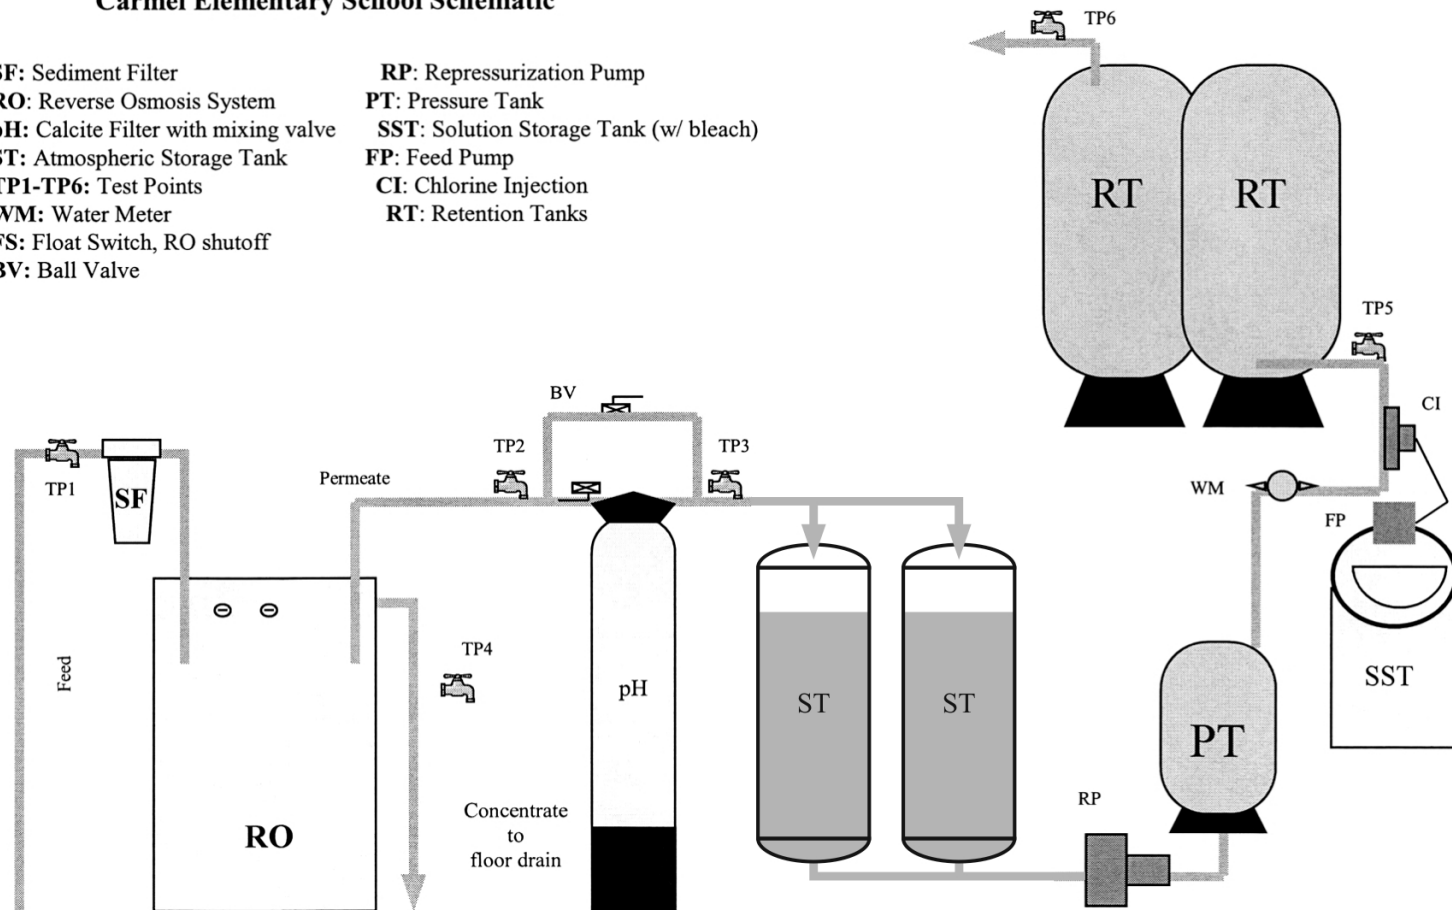 Carmel Elementary School Schematic
SF: Sediment Filter
RO: Reverse Osmosis System
pH: Calcite Filter with mixing valve
ST: Atmospheric Storage Tank
TP1-TP6: Test Points
WM: Water Meter
FS: Float Switch, RO shutoff
BV: Ball Valve
RP: Repressurization Pump
PT: Pressure Tank
SST: Solution Storage Tank (w/ bleach)
FP: Feed Pump
CI: Chlorine Injection
RT: Retention Tanks
TP6
RT
RT
TP5
CI
BV
TP2
TP3
TP1
SF
Permeate
WM
FP
Feed
TP4
pH
ST
ST
SST
PT
RP
Concentrate
to
floor drain
RO